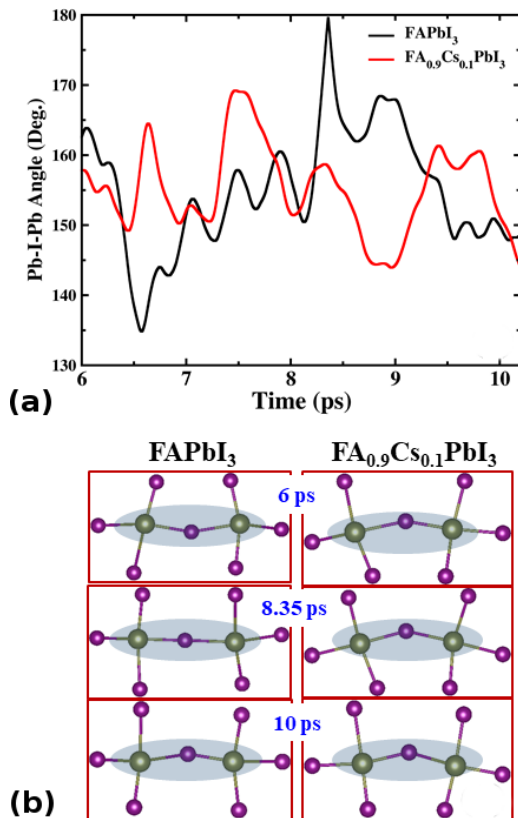 (a)
180
170
160
150
140
130
Pb-I-Pb Angle (Deg.)
FAPbI₃
FA₀.₉Cs₀.₁PbI₃
6 7 8 9 10
Time (ps)
FAPbI₃ FA₀.₉Cs₀.₁PbI₃
6 ps
8.35 ps
10 ps
(b)